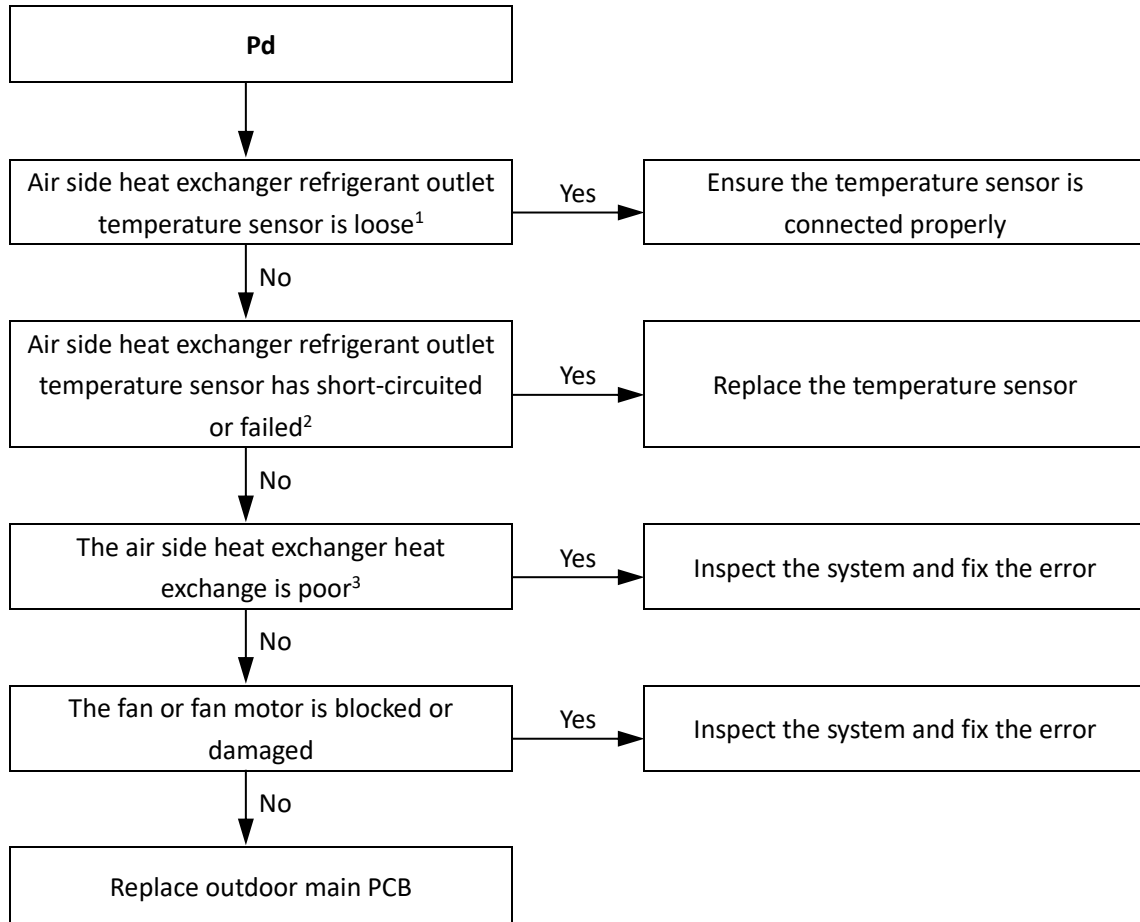 Pd
Air side heat exchanger refrigerant outlet
temperature sensor is loose¹
Yes
Ensure the temperature sensor is
connected properly
No
Air side heat exchanger refrigerant outlet
temperature sensor has short-circuited
or failed²
Yes
Replace the temperature sensor
No
The air side heat exchanger heat
exchange is poor³
Yes
Inspect the system and fix the error
No
The fan or fan motor is blocked or
damaged
Yes
Inspect the system and fix the error
No
Replace outdoor main PCB